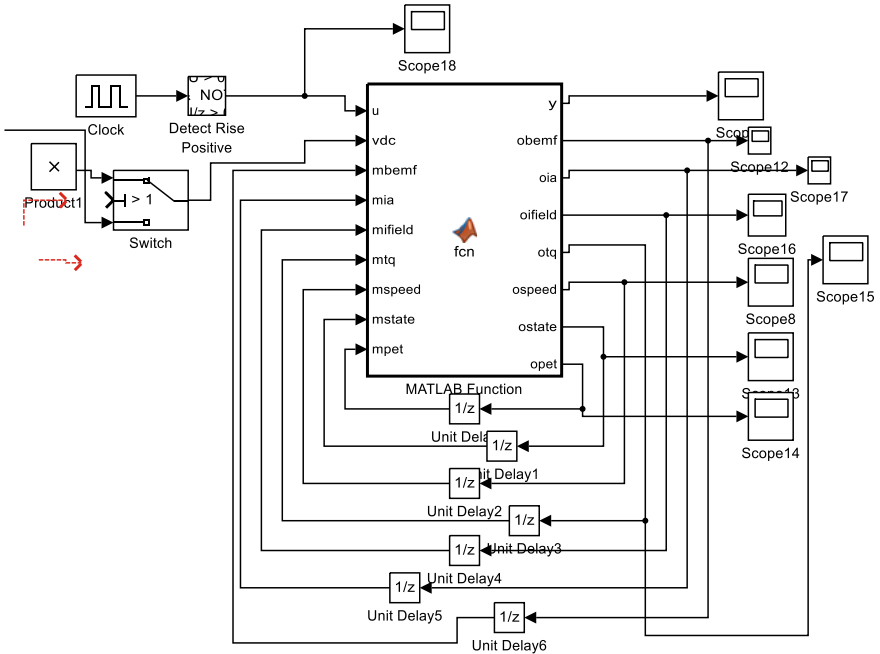 Scope18
Clock
NO
Detect Rise
Positive
Product1
> 1
Switch
u
vdc
mbemf
mia
mifield
mtq
mspeed
mstate
mpet
fcn
y
obemf
oia
oifield
otq
ospeed
ostate
opet
MATLAB Function
Scope12
Scope17
Scope16
Scope15
Scope8
Scope14
1/z
1/z
Unit Delay1
1/z
Unit Delay2
1/z
Unit Delay3
1/z
Unit Delay4
1/z
Unit Delay5
1/z
Unit Delay6